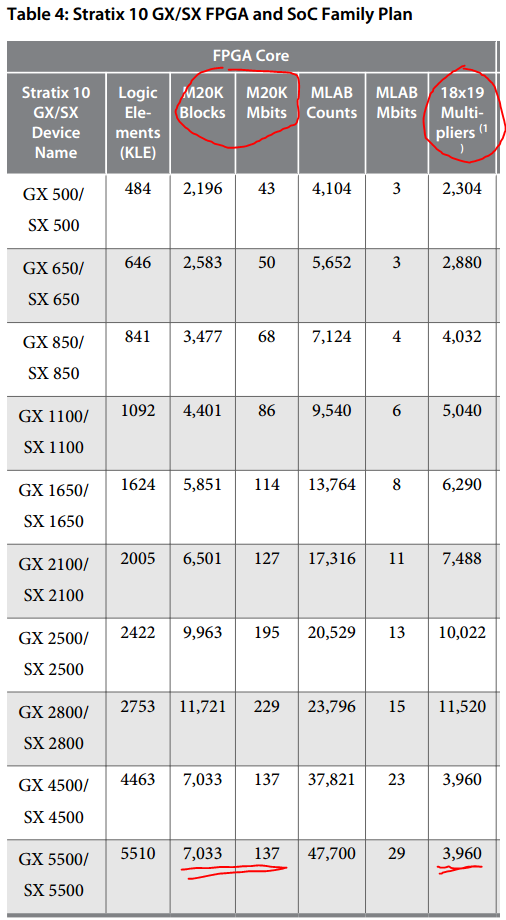 Table 4: Stratix 10 GX/SX FPGA and SoC Family Plan
FPGA Core
Stratix 10 GX/SX Device Name | Logic Ele-ments (KLE) | M20K Blocks | M20K Mbits | MLAB Counts | MLAB Mbits | 18x19 Multi-pliers (1)
GX 500/ SX 500 | 484 | 2,196 | 43 | 4,104 | 3 | 2,304
GX 650/ SX 650 | 646 | 2,583 | 50 | 5,652 | 3 | 2,880
GX 850/ SX 850 | 841 | 3,477 | 68 | 7,124 | 4 | 4,032
GX 1100/ SX 1100 | 1092 | 4,401 | 86 | 9,540 | 6 | 5,040
GX 1650/ SX 1650 | 1624 | 5,851 | 114 | 13,764 | 8 | 6,290
GX 2100/ SX 2100 | 2005 | 6,501 | 127 | 17,316 | 11 | 7,488
GX 2500/ SX 2500 | 2422 | 9,963 | 195 | 20,529 | 13 | 10,022
GX 2800/ SX 2800 | 2753 | 11,721 | 229 | 23,796 | 15 | 11,520
GX 4500/ SX 4500 | 4463 | 7,033 | 137 | 37,821 | 23 | 3,960
GX 5500/ SX 5500 | 5510 | 7,033 | 137 | 47,700 | 29 | 3,960